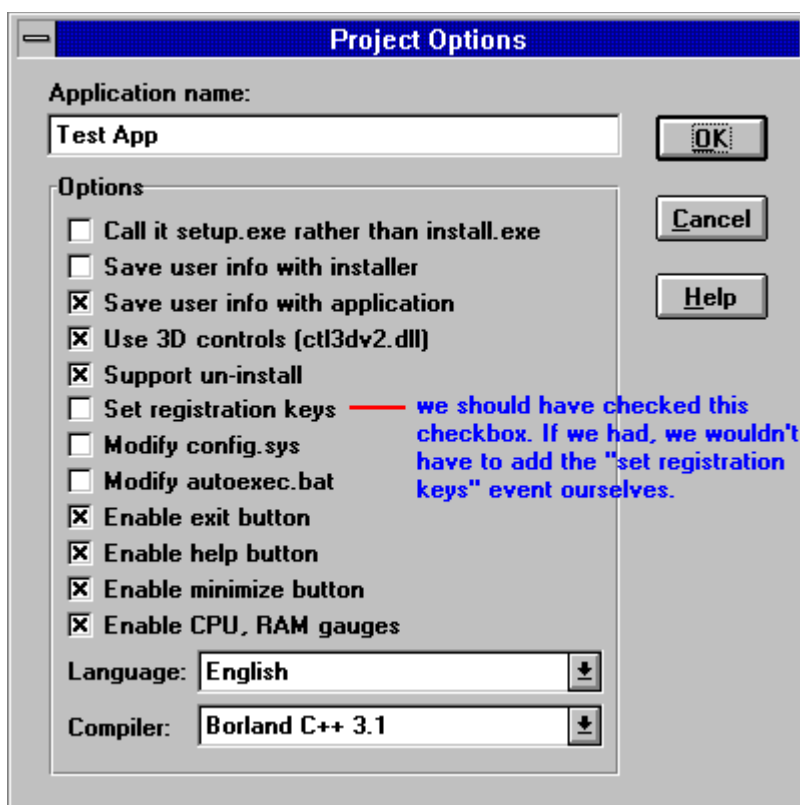 Project Options
Application name:
Test App
OK
Options
Cancel
Call it setup.exe rather than install.exe
Save user info with installer
Help
Save user info with application
Use 3D controls (ctl3dv2.dll)
Support un-install
Set registration keys
we should have checked this
checkbox. If we had, we wouldn't
have to add the "set registration
keys" event ourselves.
Modify config.sys
Modify autoexec.bat
Enable exit button
Enable help button
Enable minimize button
Enable CPU, RAM gauges
Language: English
Compiler: Borland C++ 3.1